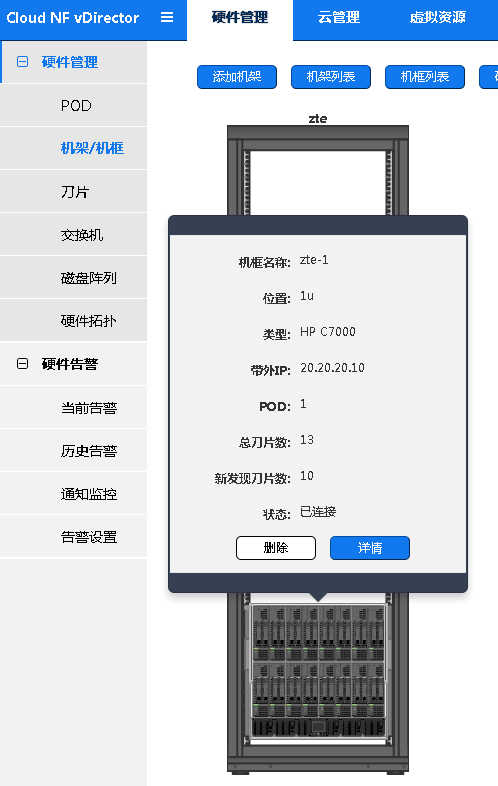 Cloud NF vDirector 硬件管理 云管理 虚拟资源
硬件管理
POD
机架/机框
刀片
交换机
磁盘阵列
硬件拓扑
硬件告警
当前告警
历史告警
通知监控
告警设置
添加机架 机架列表 机框列表
zte
机框名称: zte-1
位置: 1u
类型: HP C7000
带外IP: 20.20.20.10
POD: 1
总刀片数: 13
新发现刀片数: 10
状态: 已连接
删除 详情